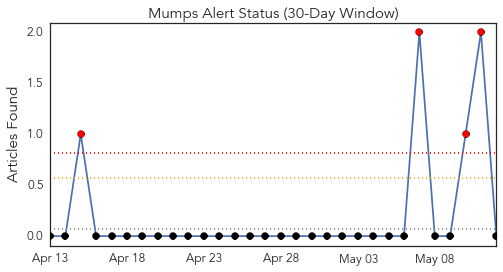 Mumps Alert Status (30-Day Window)
Articles Found
2.0
1.5
1.0
0.5
0.0
Apr 13 Apr 18 Apr 23 Apr 28 May 03 May 08